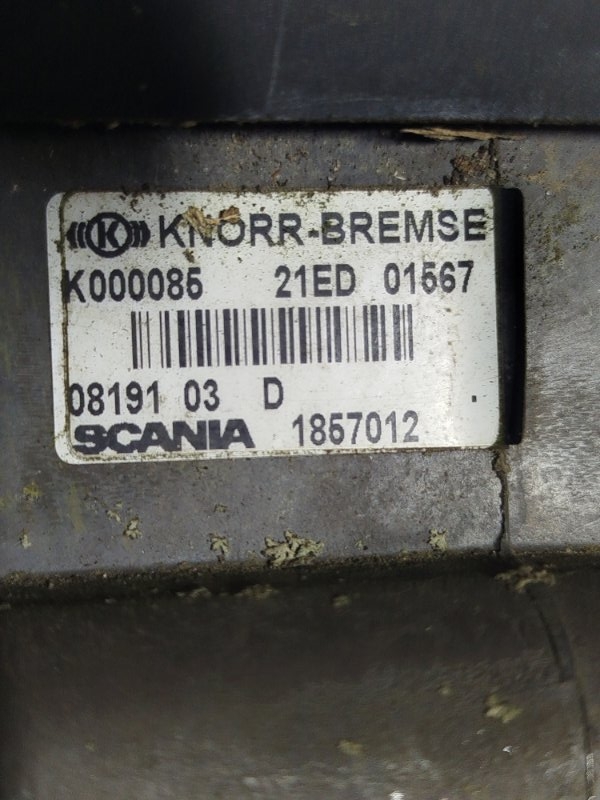 (((K))) KNORR-BREMSE
K000085 21ED 01567
08191 03 D
SCANIA 1857012